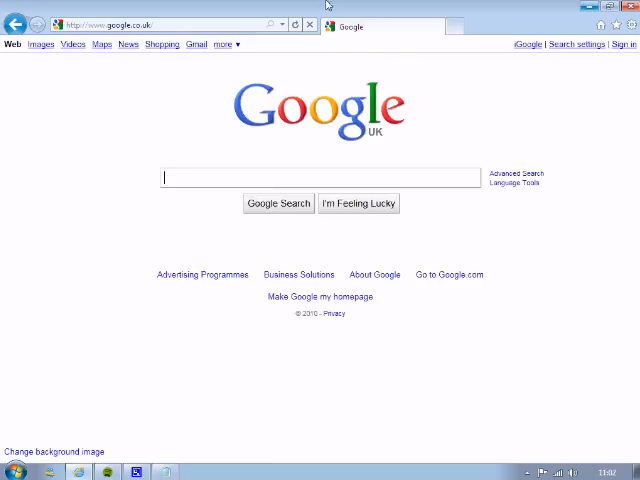 http://www.google.co.uk/
Google
Web Images Videos Maps News Shopping Gmail more ▼
iGoogle | Search settings | Sign in
Google
UK
Advanced Search
Language Tools
Google Search
I'm Feeling Lucky
Advertising Programmes
Business Solutions
About Google
Go to Google.com
Make Google my homepage
© 2010 - Privacy
Change background image
11:02